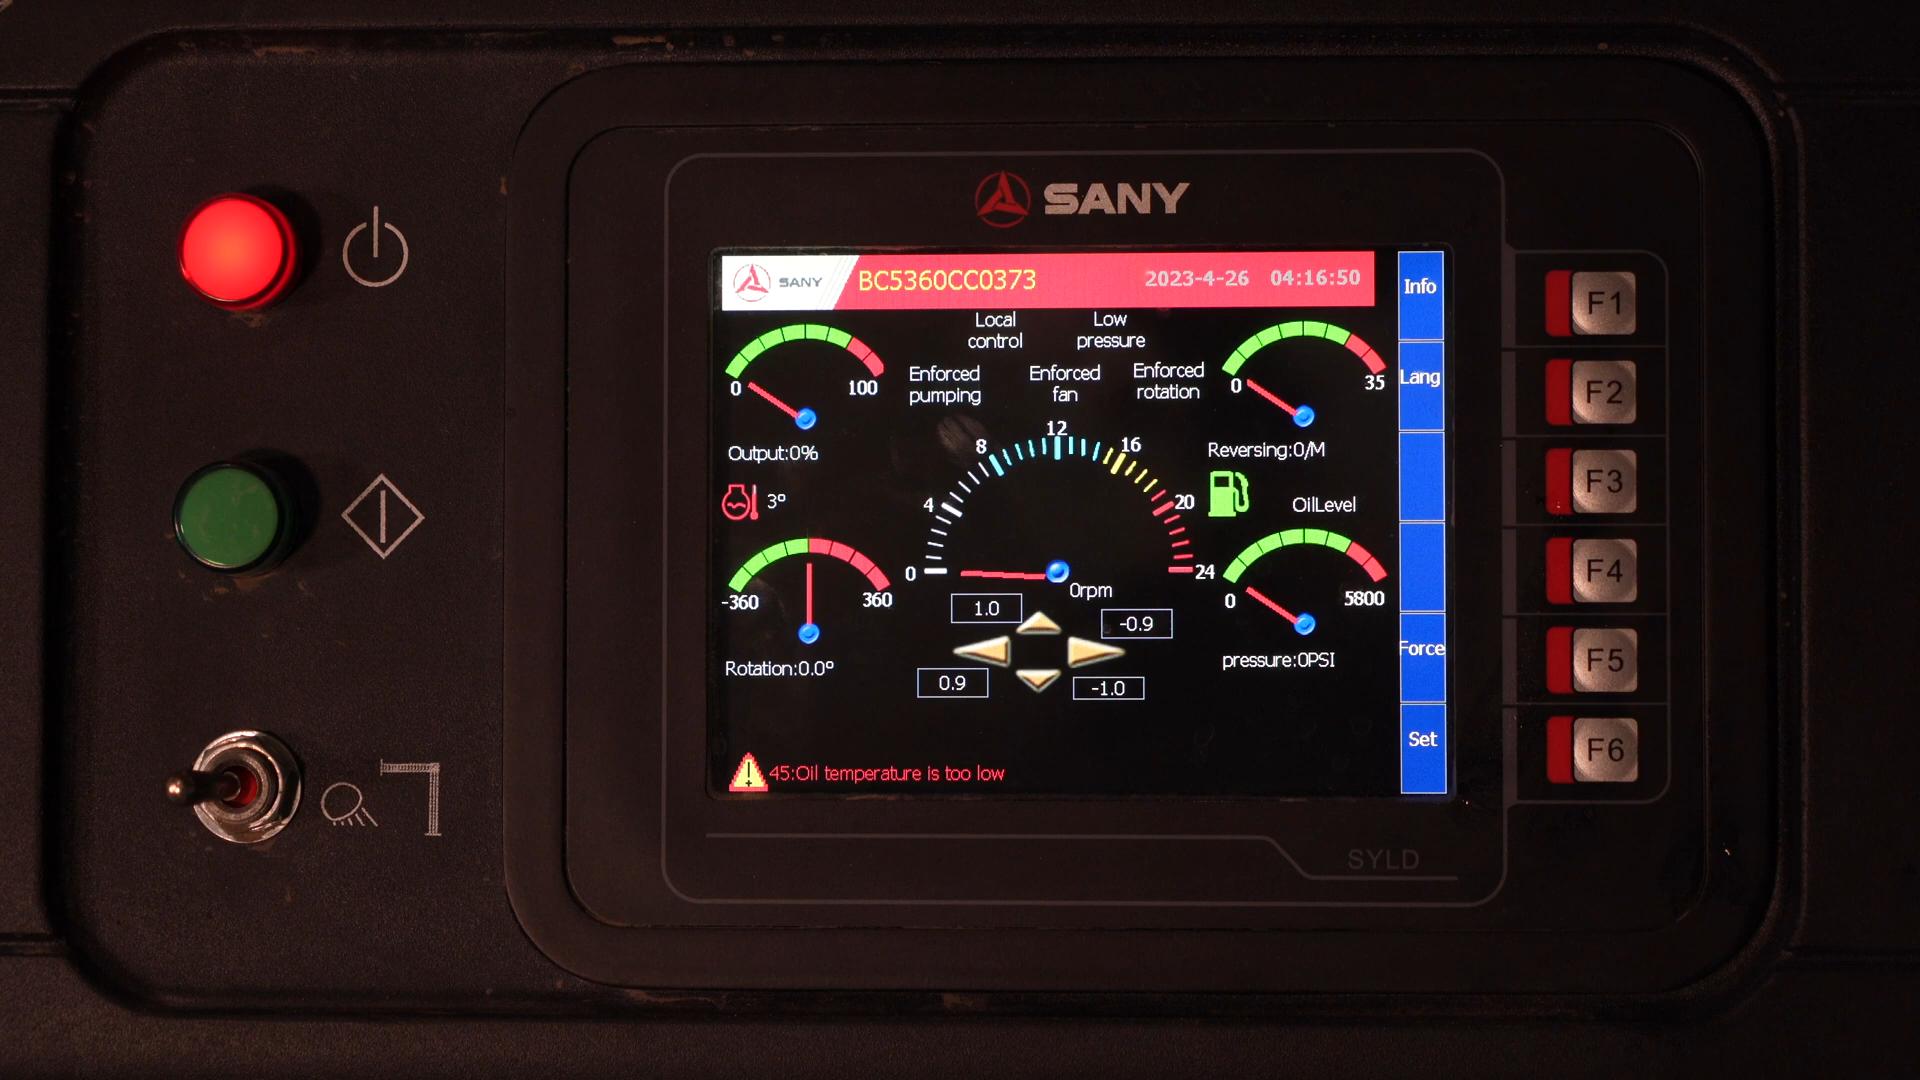 SANY
SANY BC5360CC0373 2023-4-26 04:16:50
Info
Lang
Force
Set
Local control
Low pressure
Enforced pumping
Enforced fan
Enforced rotation
0 100
Output:0%
3°
-360 360
Rotation:0.0°
0 4 8 12 16 20 24
0rpm
1.0
-0.9
0.9
-1.0
0 35
Reversing:0/M
OilLevel
0 5800
pressure:0PSI
45:Oil temperature is too low
SYLD
F1
F2
F3
F4
F5
F6